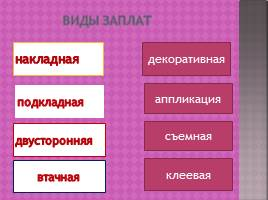 ВИДЫ ЗАПЛАТ
накладная
декоративная
подкладная
аппликация
двусторонняя
съемная
втачная
клеевая